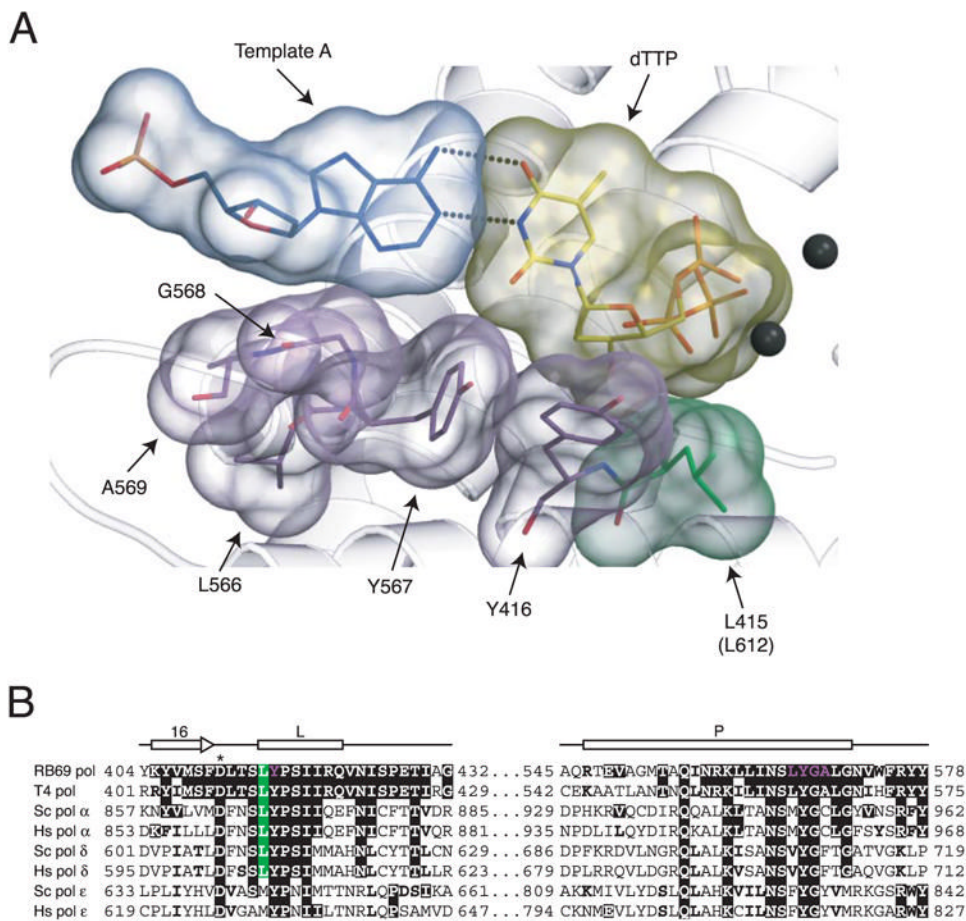 A
Template A
dTTP
G568
A569
L566
Y567
Y416
L415
(L612)
B
16 L P
*
RB69 pol 404 YKYVMSFDLTSLYPSIIRQVNISPETIAG 432...545 AQRTEVAGMTAQINRKLLINSLYGALGNVWFRYY 578
T4 pol 401 RRYIMSFDLTSLYPSIIRQVNISPETIRG 429...542 CEKAATLANTNQLNRKILINSLYGALGNIHFRYY 575
Sc pol α 857 KNYVLVMDFNSLYPSIIQEFNICFTTVDR 885...929 DPHKRVQCDIRQQALKLTANSMYGCLGYVNSRFY 962
Hs pol α 853 DKFILLLDFNSLYPSIIQEFNICFTTVQR 881...935 NPDLILQYDIRQKALKLTANSMYGCLGFSYSRFY 968
Sc pol δ 601 DVPIATLDFNSLYPSIMMAHNLCYTTLCN 629...686 DPFKRDVLNGRQLALKISANSVYGFTGATVGKLP 719
Hs pol δ 595 DVPIATLDFSSLYPSIMMAHNLCYTTLLR 623...679 DPLRRQVLDGRQLALKVSANSVYGFTGAQVGKLP 712
Sc pol ε 633 LPLIYHVDVASMYPNIMTTNRLQPDSIKA 661...809 AKKMIVLYDSLQLAHKVILNSFYGYVMRKGSRWY 842
Hs pol ε 619 CPLIYHLDVGAMYPNIILTNRLQPSAMVD 647...794 CKNMEVLYDSLQLAHKCILNSFYGYVMRKGARWY 827